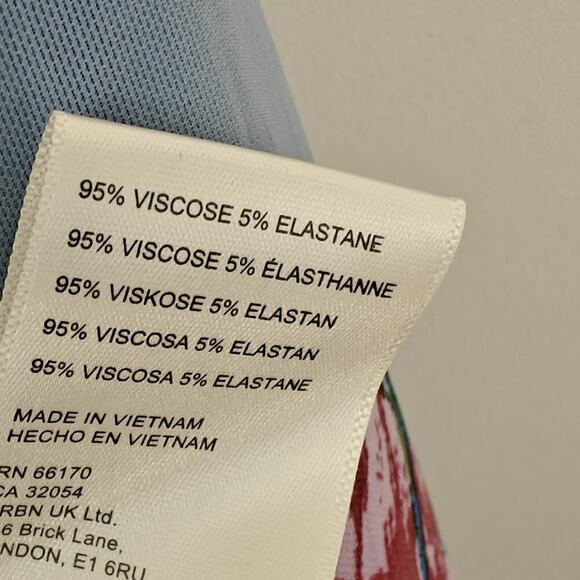 95% VISCOSE 5% ELASTANE
95% VISCOSE 5% ÉLASTHANNE
95% VISKOSE 5% ELASTAN
95% VISCOSA 5% ELASTAN
95% VISCOSA 5% ELASTANE
MADE IN VIETNAM
HECHO EN VIETNAM
RN 66170
CA 32054
RBN UK Ltd.
6 Brick Lane,
ONDON, E1 6RU